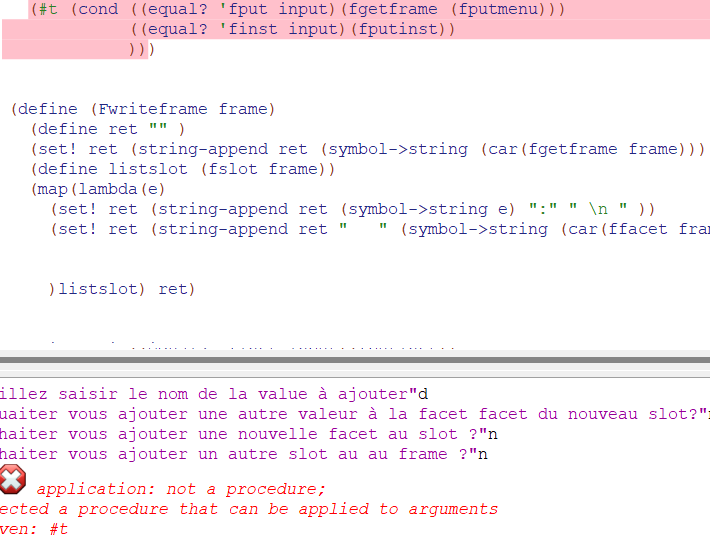 (#t (cond ((equal? 'fput input)(fgetframe (fputmenu)))
((equal? 'finst input)(fputinst))
)))
(define (Fwriteframe frame)
(define ret "" )
(set! ret (string-append ret (symbol->string (car(fgetframe frame)))
(define listslot (fslot frame))
(map(lambda(e)
(set! ret (string-append ret (symbol->string e) ":" " \n " ))
(set! ret (string-append ret "   " (symbol->string (car(ffacet fra
)listslot) ret)
illez saisir le nom de la value à ajouter"d
uaiter vous ajouter une autre valeur à la facet facet du nouveau slot?"
haiter vous ajouter une nouvelle facet au slot ?"n
haiter vous ajouter un autre slot au au frame ?"n
application: not a procedure;
ected a procedure that can be applied to arguments
ven: #t